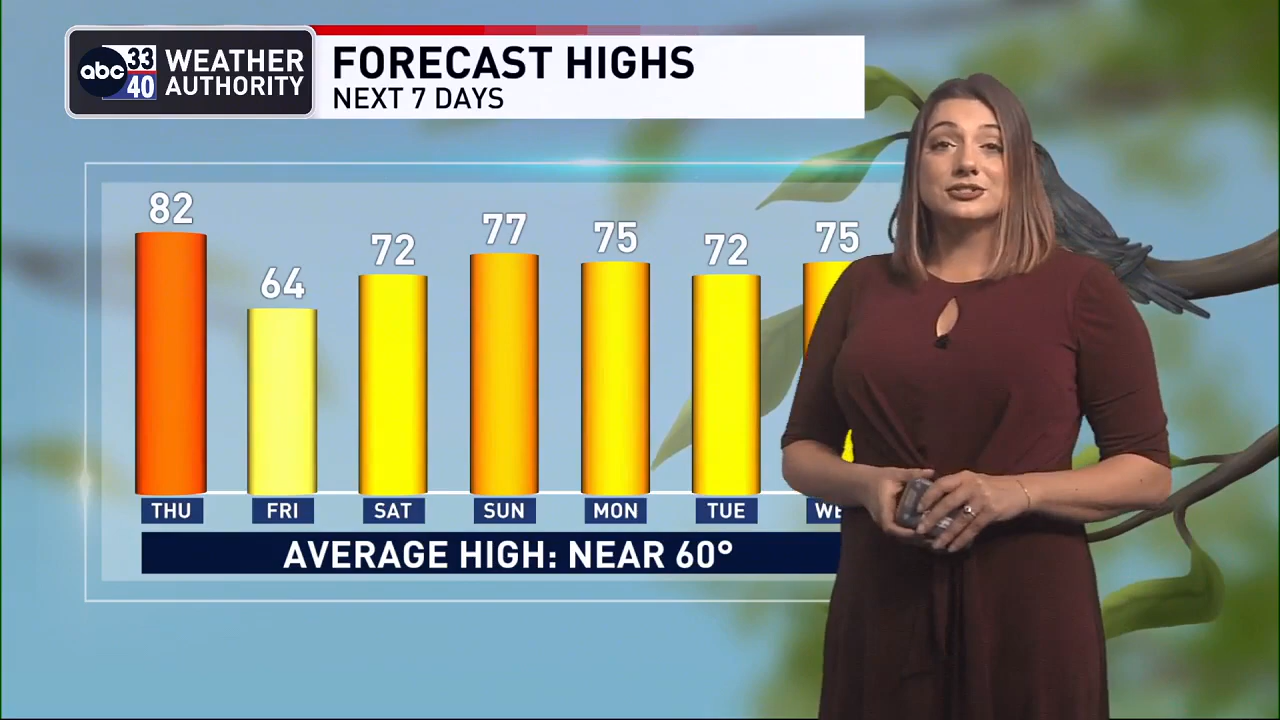 abc 33 40 WEATHER AUTHORITY
FORECAST HIGHS
NEXT 7 DAYS
82 64 72 77 75 72 75
THU FRI SAT SUN MON TUE WE
AVERAGE HIGH: NEAR 60°